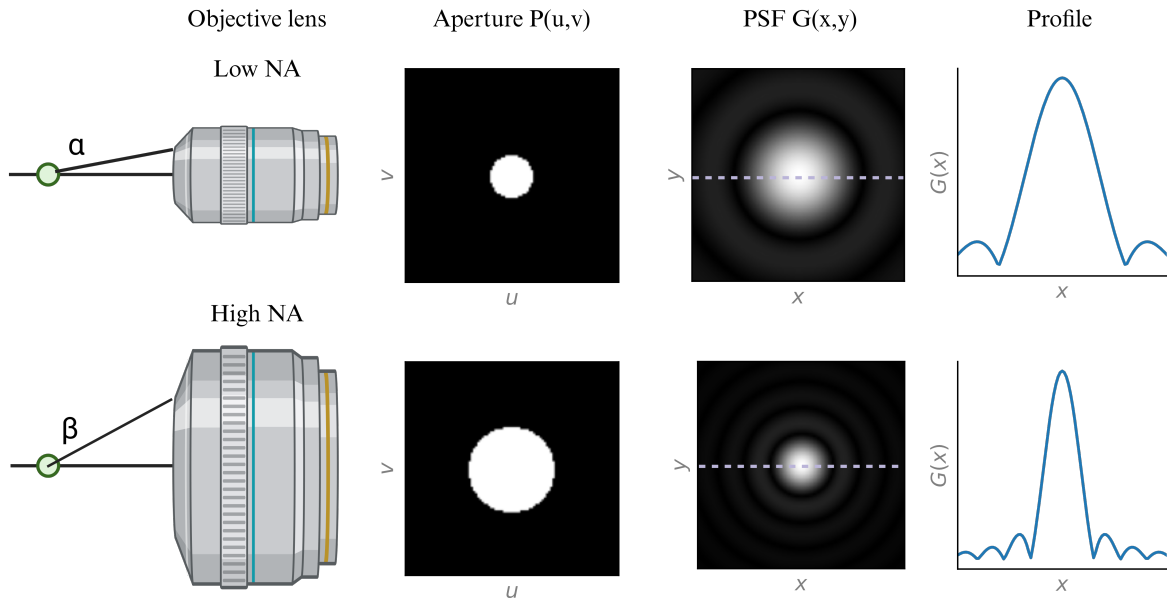 Objective lens
Aperture P(u,v)
PSF G(x,y)
Profile
Low NA
α
v
u
y
x
G(x)
x
High NA
β
v
u
y
x
G(x)
x